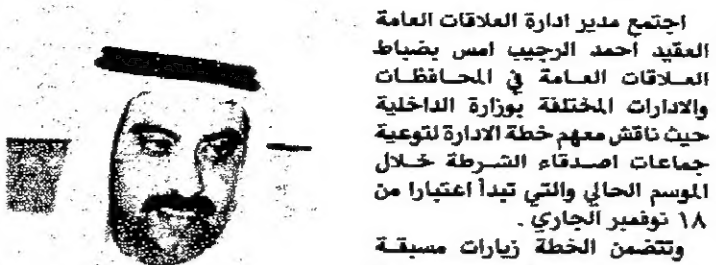 اجتمع مدير ادارة العلاقات العامة
العقيد احمد الرجيب امس بضباط
العلاقات العامة في المحافظات
والادارات المختلفة بوزارة الداخلية
حيث ناقش معهم خطة الادارة لتوعية
جماعات اصدقاء الشرطة خلال
الموسم الحالي والتي تبدأ اعتبارا من
١٨ نوفمبر الجاري .
وتتضمن الخطة زيارات مسبقة